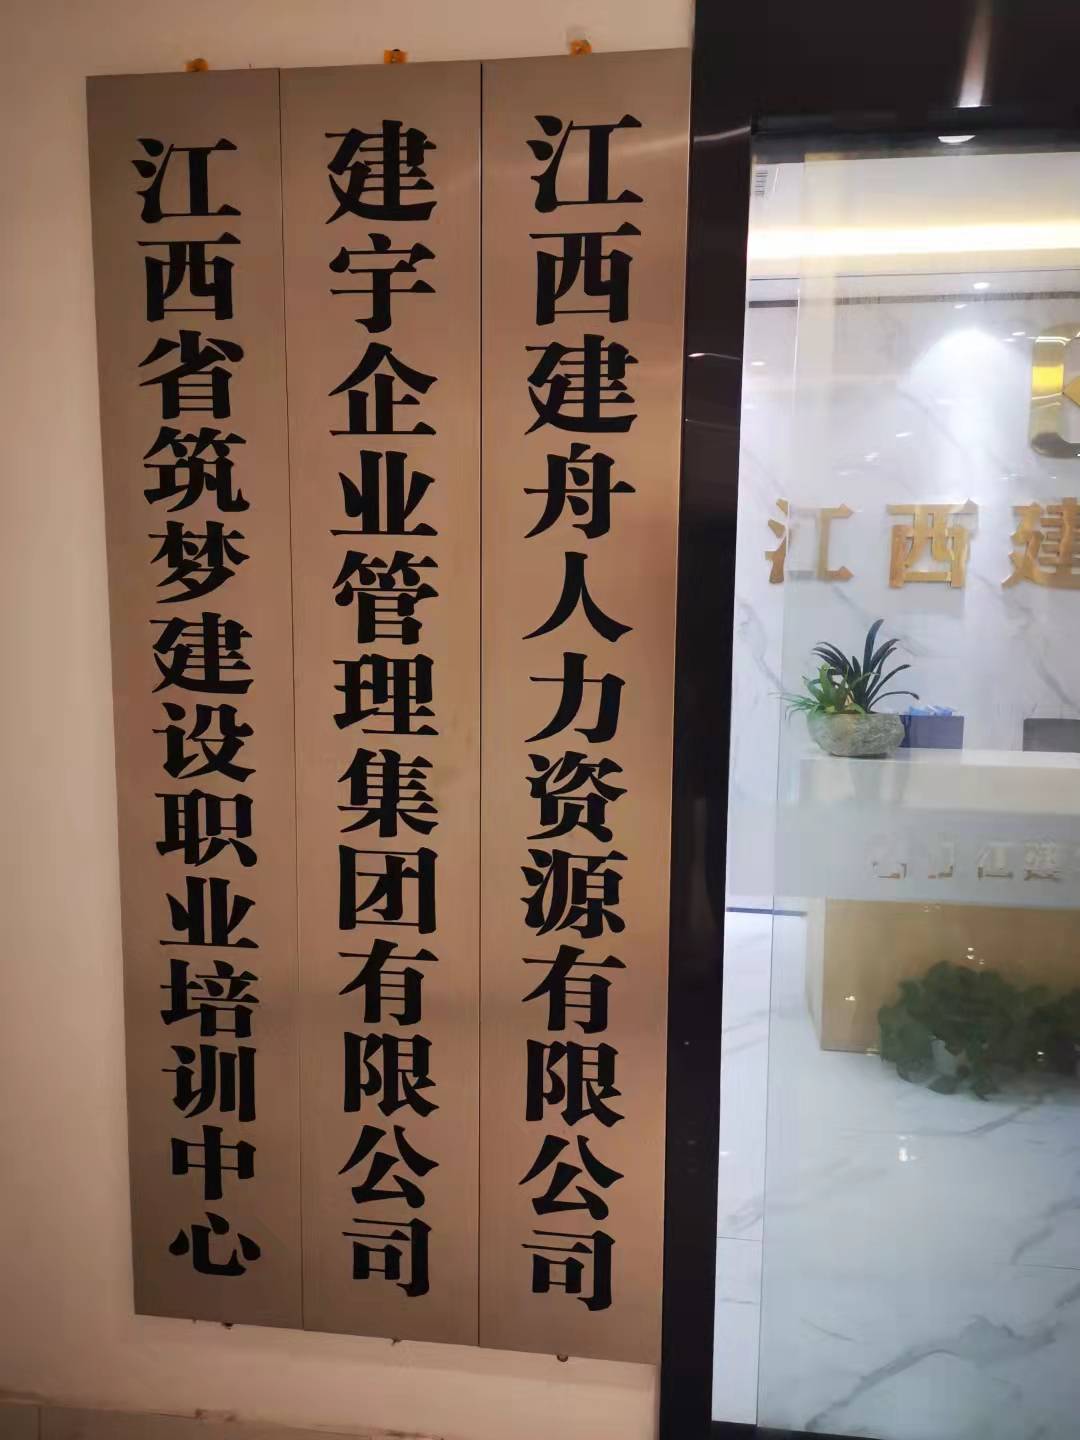 江西建舟人力资源有限公司
建宇企业管理集团有限公司
江西省筑梦建设职业培训中心
江西建